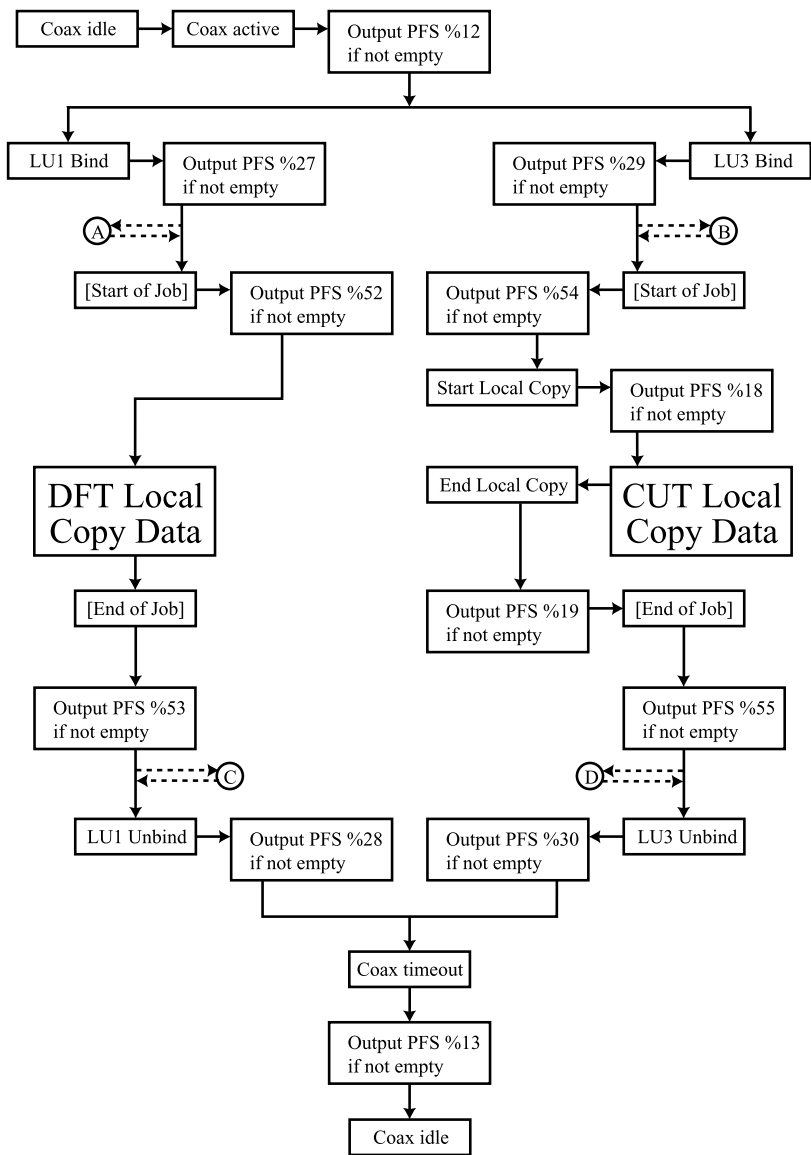 Coax idle
Coax active
Output PFS %12
if not empty
LU1 Bind
Output PFS %27
if not empty
Output PFS %29
if not empty
LU3 Bind
A
B
[Start of Job]
Output PFS %52
if not empty
Output PFS %54
if not empty
[Start of Job]
Start Local Copy
Output PFS %18
if not empty
DFT Local
Copy Data
End Local Copy
CUT Local
Copy Data
[End of Job]
Output PFS %19
if not empty
[End of Job]
Output PFS %53
if not empty
Output PFS %55
if not empty
C
D
LU1 Unbind
Output PFS %28
if not empty
Output PFS %30
if not empty
LU3 Unbind
Coax timeout
Output PFS %13
if not empty
Coax idle